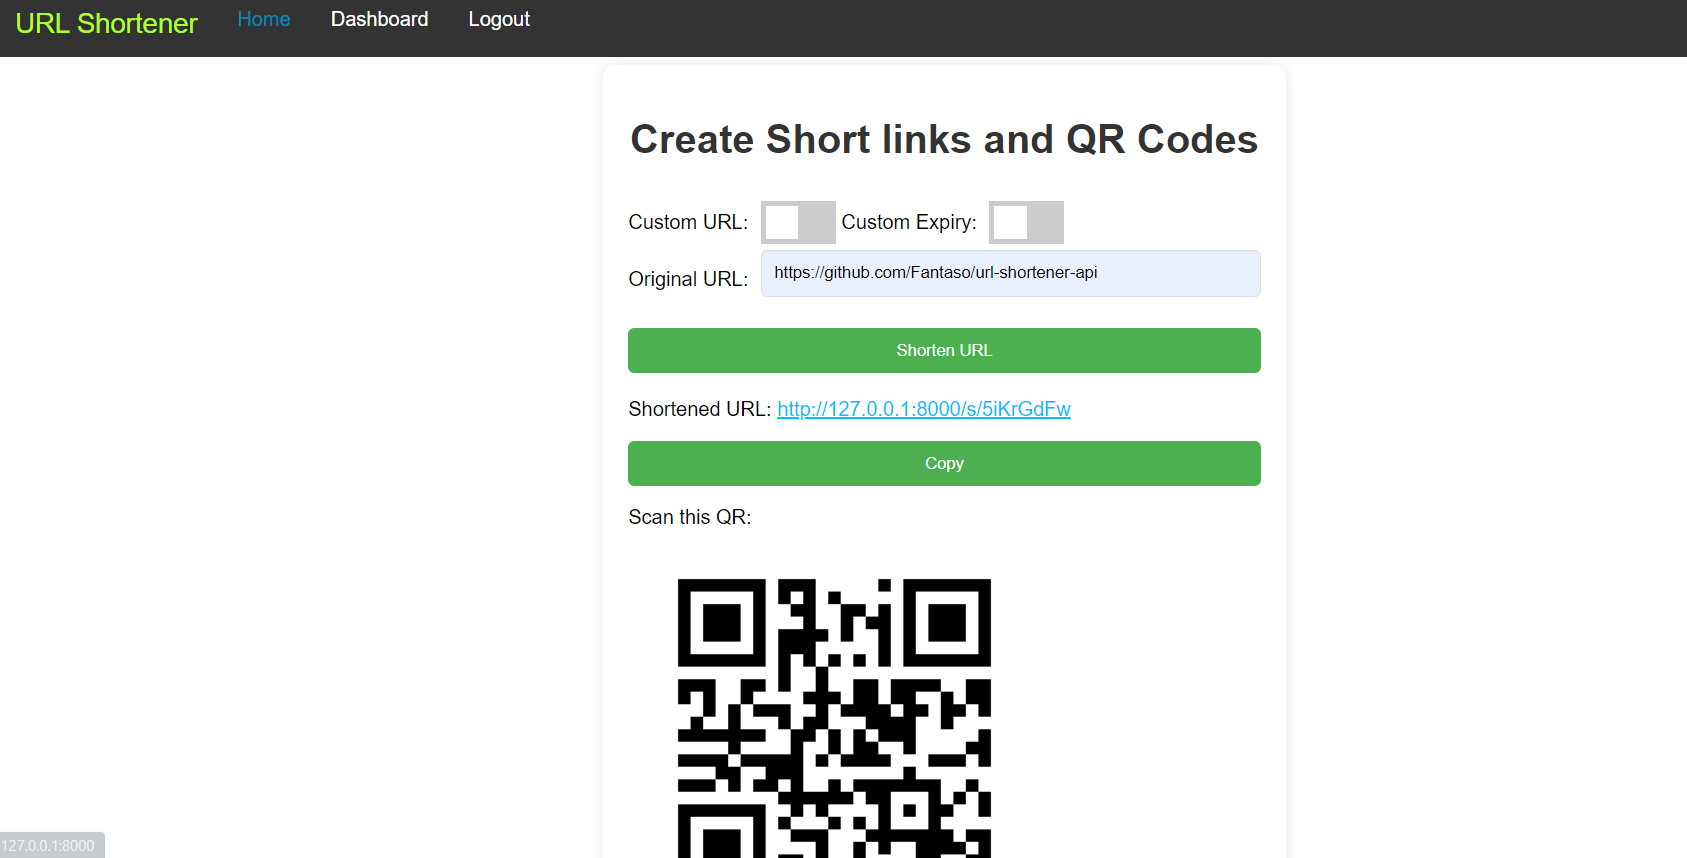 URL Shortener Home Dashboard Logout
Create Short links and QR Codes
Custom URL: Custom Expiry:
Original URL: https://github.com/Fantaso/url-shortener-api
Shorten URL
Shortened URL: http://127.0.0.1:8000/s/5iKrGdFw
Copy
Scan this QR:
127.0.0.1:8000